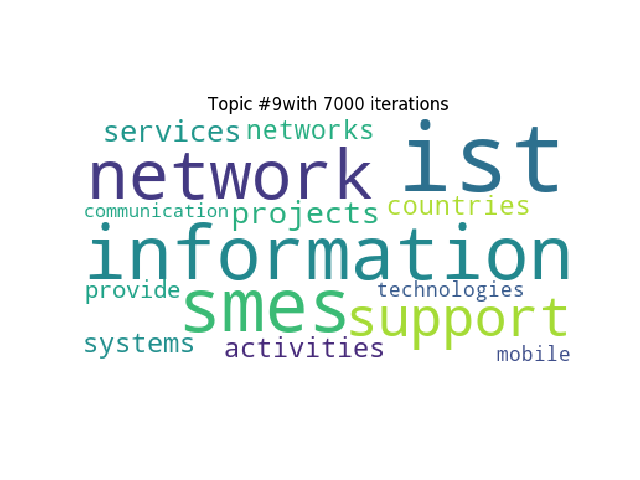 Topic #9with 7000 iterations
services networks ist
network
communication projects countries
information
provide smes technologies
support
systems activities mobile